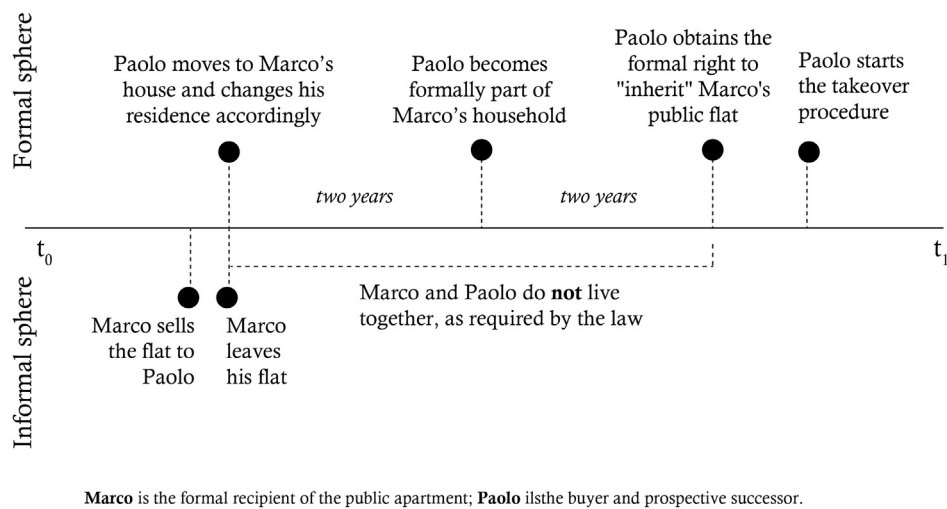 Formal sphere
Paolo moves to Marco's
house and changes his
residence accordingly
Paolo becomes
formally part of
Marco's household
Paolo obtains the
formal right to
"inherit" Marco's
public flat
Paolo starts
the takeover
procedure
two years
two years
t0
t1
Informal sphere
Marco sells
the flat to
Paolo
Marco
leaves
his flat
Marco and Paolo do not live
together, as required by the law
Marco is the formal recipient of the public apartment; Paolo ilsthe buyer and prospective successor.